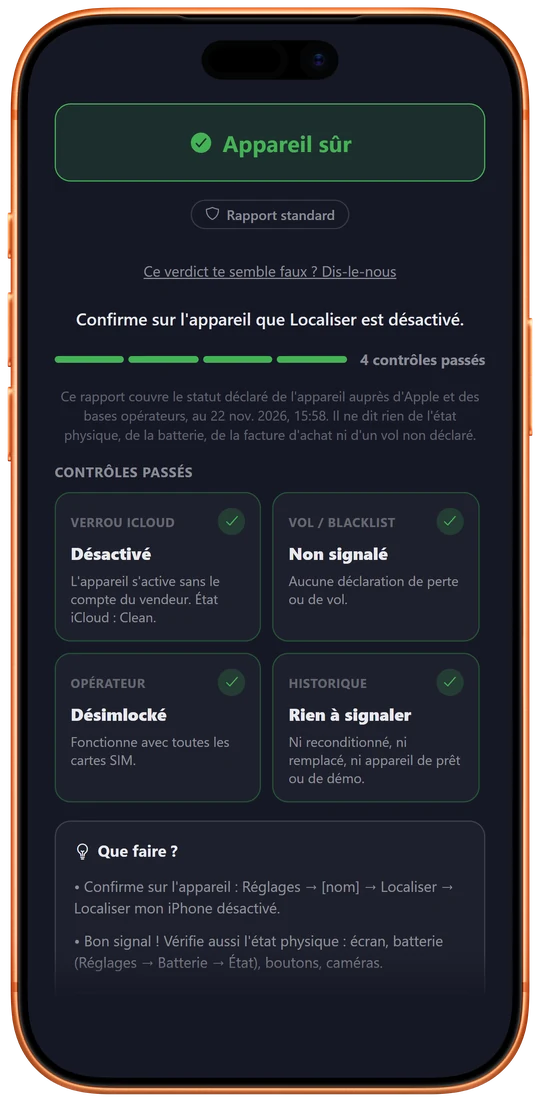 Appareil sûr
Rapport standard
Ce verdict te semble faux ? Dis-le-nous
Confirme sur l'appareil que Localiser est désactivé.
4 contrôles passés
Ce rapport couvre le statut déclaré de l'appareil auprès d'Apple et des
bases opérateurs, au 22 nov. 2026, 15:58. Il ne dit rien de l'état
physique, de la batterie, de la facture d'achat ni d'un vol non déclaré.
CONTRÔLES PASSÉS
VERROU ICLOUD
Désactivé
L'appareil s'active sans le
compte du vendeur. État
iCloud : Clean.
VOL / BLACKLIST
Non signalé
Aucune déclaration de perte
ou de vol.
OPÉRATEUR
Désimlocké
Fonctionne avec toutes les
cartes SIM.
HISTORIQUE
Rien à signaler
Ni reconditionné, ni
remplacé, ni appareil de prêt
ou de démo.
Que faire ?
• Confirme sur l'appareil : Réglages → [nom] → Localiser →
Localiser mon iPhone désactivé.
• Bon signal ! Vérifie aussi l'état physique : écran, batterie
(Réglages → Batterie → État), boutons, caméras.